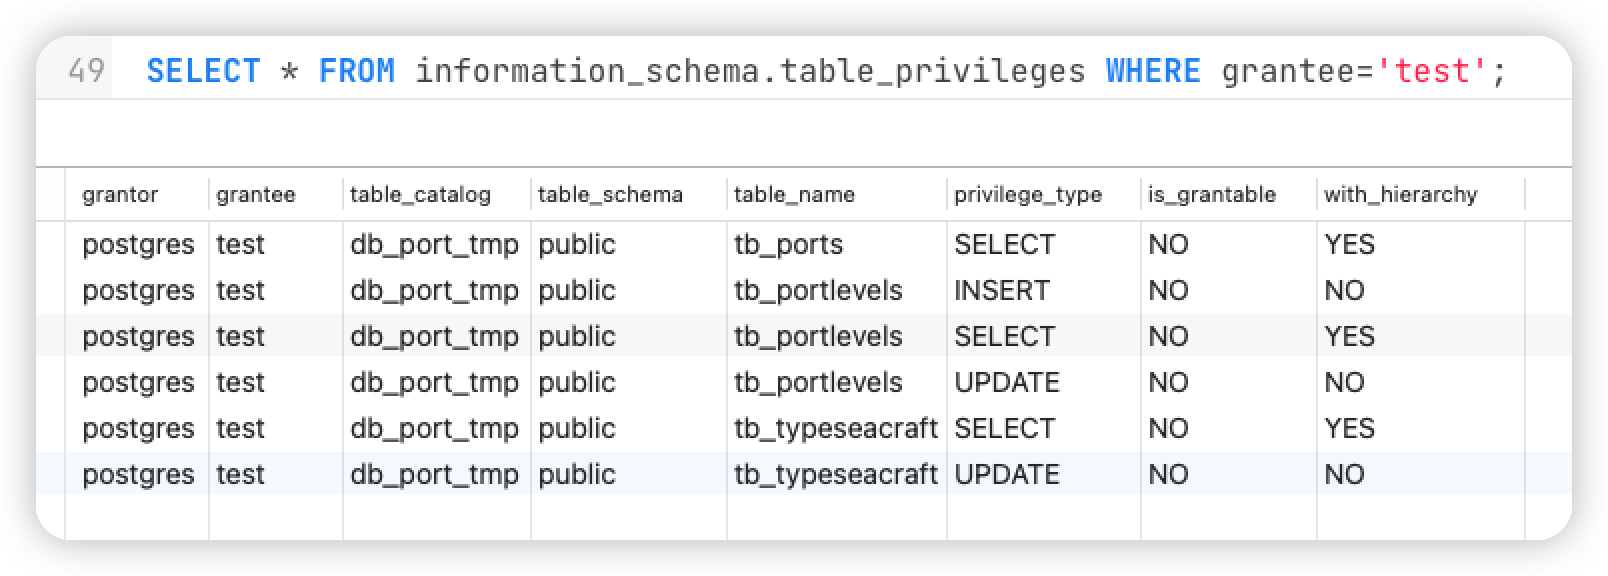 49 SELECT * FROM information_schema.table_privileges WHERE grantee='test';
grantor grantee table_catalog table_schema table_name privilege_type is_grantable with_hierarchy
postgres test db_port_tmp public tb_ports SELECT NO YES
postgres test db_port_tmp public tb_portlevels INSERT NO NO
postgres test db_port_tmp public tb_portlevels SELECT NO YES
postgres test db_port_tmp public tb_portlevels UPDATE NO NO
postgres test db_port_tmp public tb_typeseacraft SELECT NO YES
postgres test db_port_tmp public tb_typeseacraft UPDATE NO NO